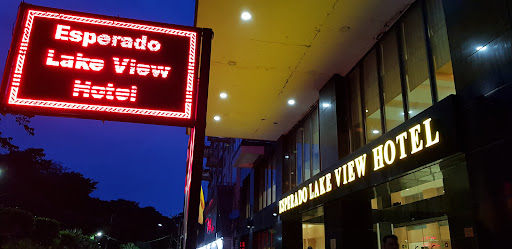 Esperado
Lake View
Hotel
ESPERADO LAKE VIEW HOTEL